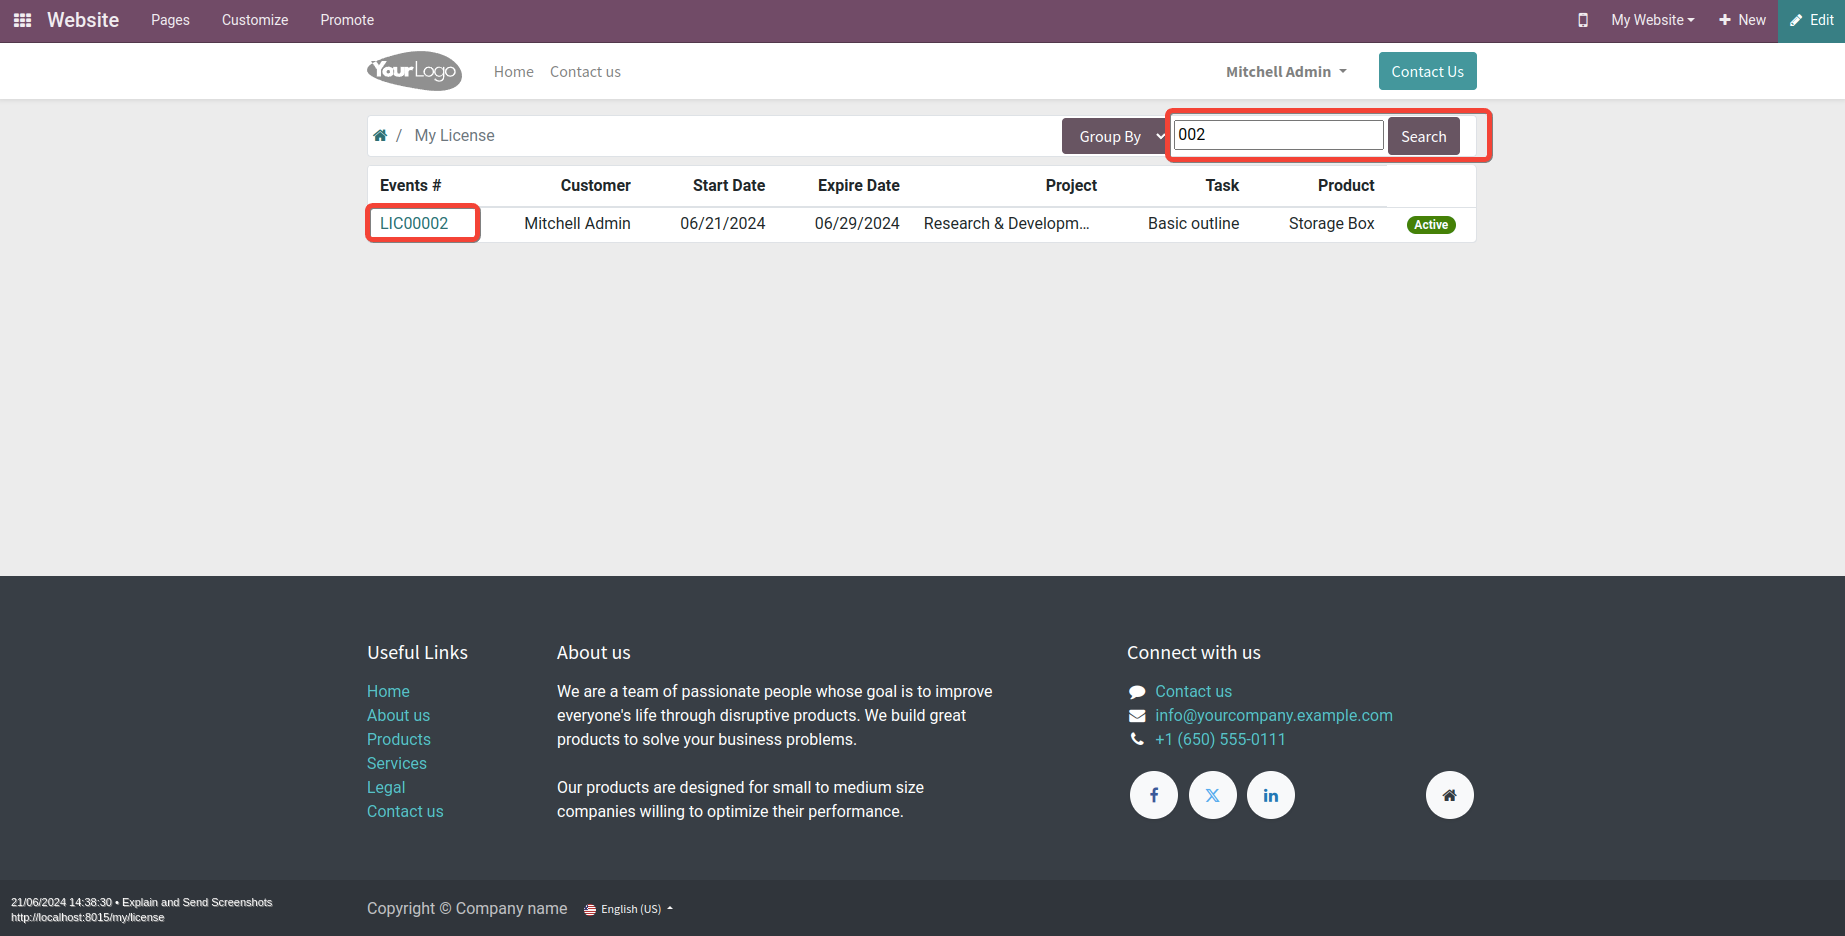 Website Pages Customize Promote My Website New Edit
YourLogo Home Contact us Mitchell Admin Contact Us
/ My License Group By 002 Search
Events # Customer Start Date Expire Date Project Task Product
LIC00002 Mitchell Admin 06/21/2024 06/29/2024 Research & Developm... Basic outline Storage Box Active
Useful Links
Home
About us
Products
Services
Legal
Contact us
About us
We are a team of passionate people whose goal is to improve
everyone's life through disruptive products. We build great
products to solve your business problems.
Our products are designed for small to medium size
companies willing to optimize their performance.
Connect with us
Contact us
info@yourcompany.example.com
+1 (650) 555-0111
21/06/2024 14:38:30 • Explain and Send Screenshots
http://localhost:8015/my/license
Copyright © Company name English (US)